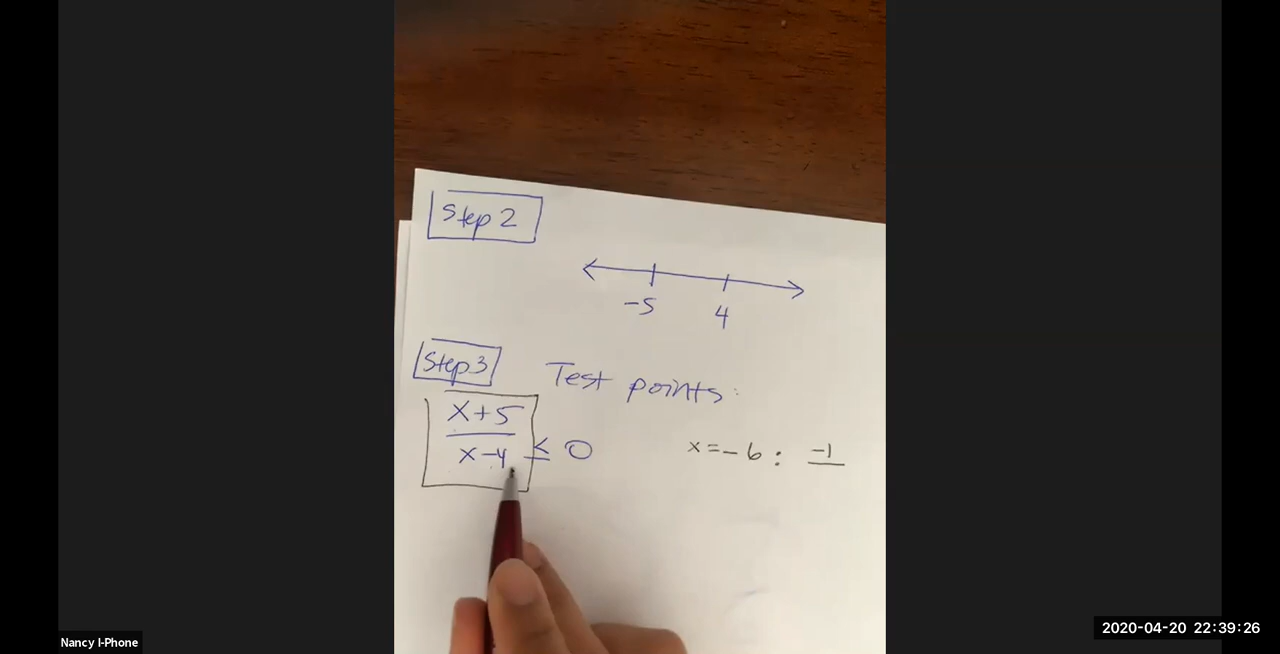 Step 2
-5 4
Step 3
Test points:
x+5
x-4 ≤ 0
x=-6: -1
Nancy I-Phone
2020-04-20 22:39:26